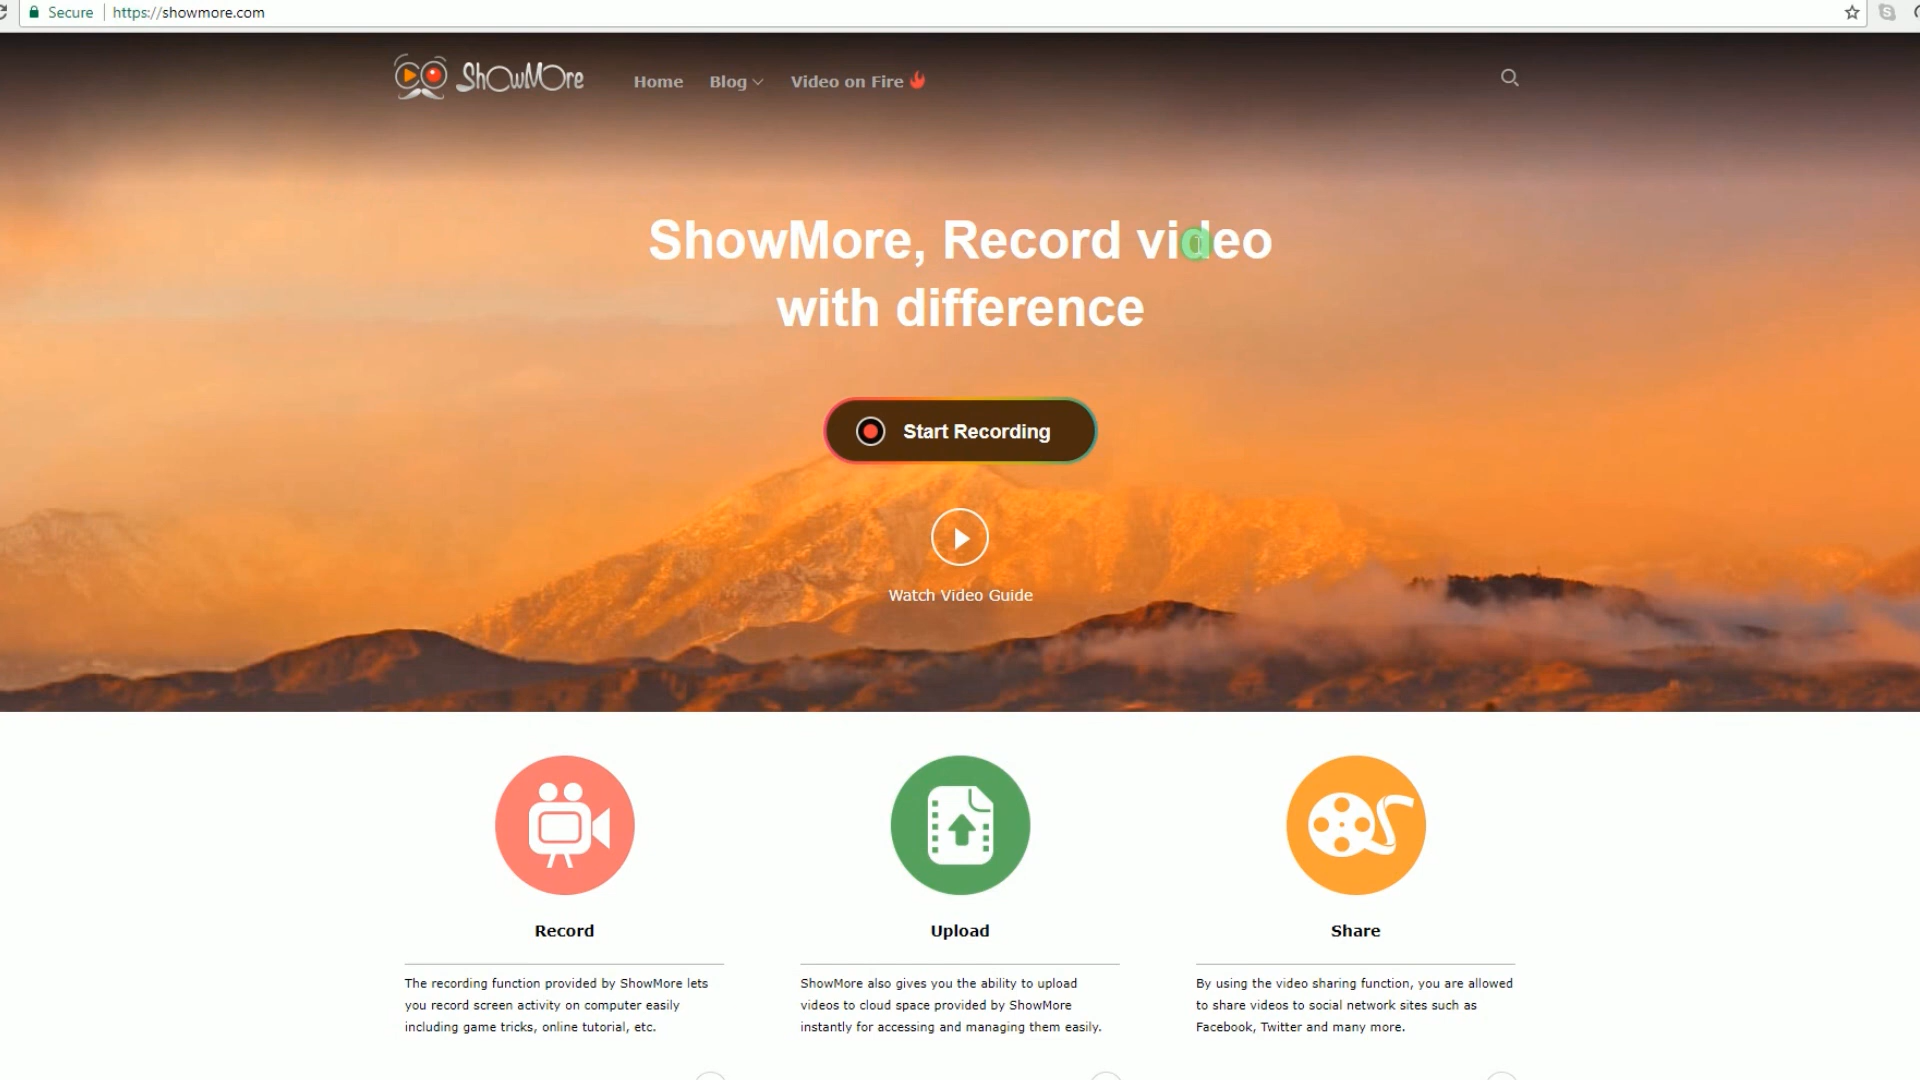 Secure https://showmore.com
ShowMore Home Blog Video on Fire
ShowMore, Record video
with difference
Start Recording
Watch Video Guide
Record
The recording function provided by ShowMore lets
you record screen activity on computer easily
including game tricks, online tutorial, etc.
Upload
ShowMore also gives you the ability to upload
videos to cloud space provided by ShowMore
instantly for accessing and managing them easily.
Share
By using the video sharing function, you are allowed
to share videos to social network sites such as
Facebook, Twitter and many more.